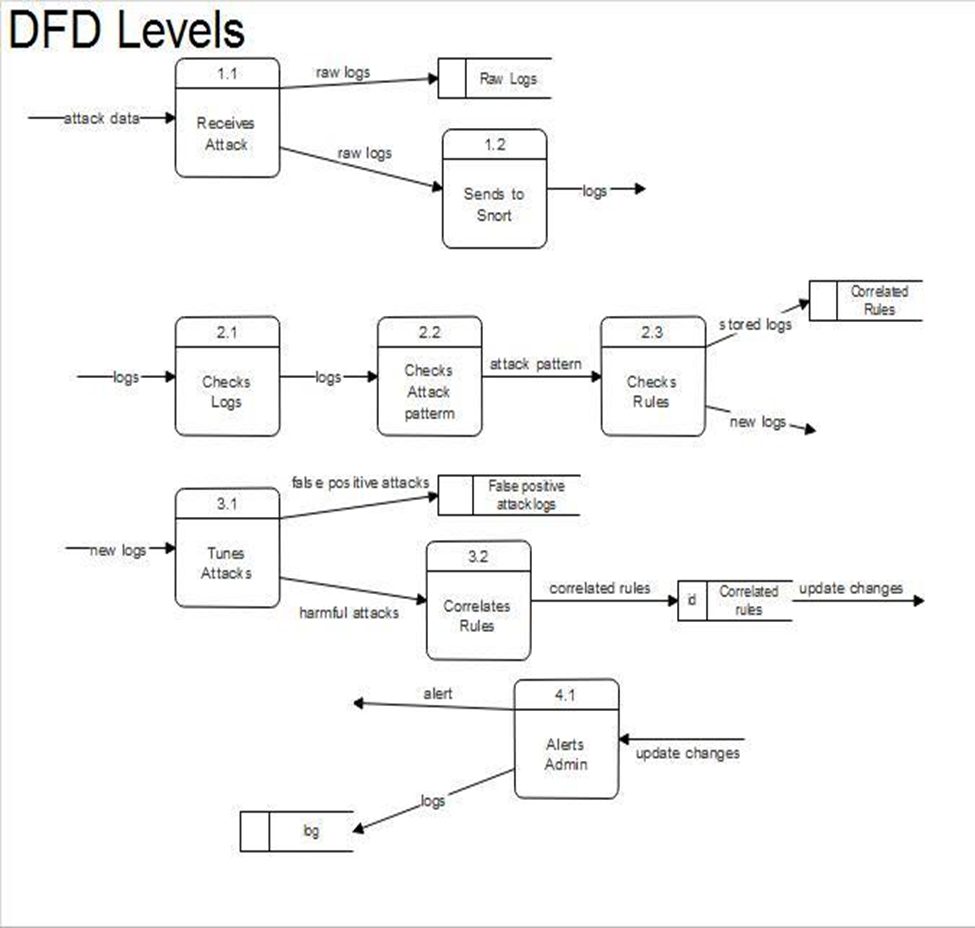 DFD Levels
1.1
raw logs
Raw Logs
attack data
Receives
Attack
raw logs
1.2
Sends to
Snort
logs
Correlated
Rules
stored logs
2.1
2.2
2.3
logs
Checks
Logs
logs
Checks
Attack
patterm
attack pattern
Checks
Rules
new logs
false positive attacks
False positive
attack logs
3.1
new logs
Tunes
Attacks
harmful attacks
3.2
Correlates
Rules
correlated rules
id
Correlated
rules
update changes
alert
4.1
Alerts
Admin
update changes
logs
log